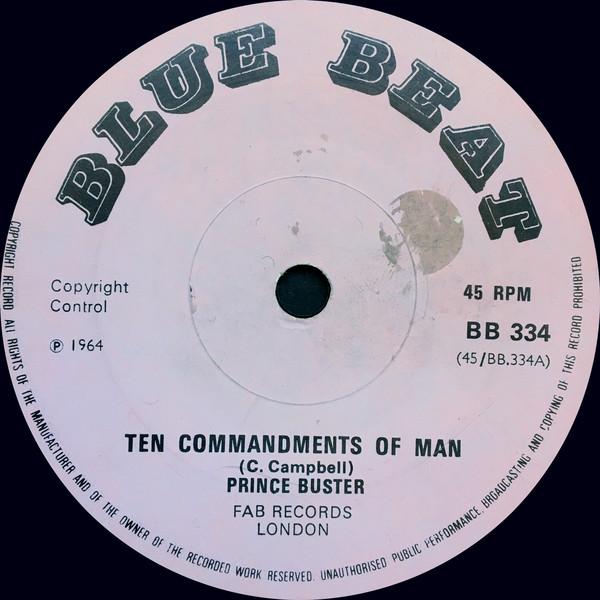 BLUE BEAT
Copyright
Control
℗ 1964
45 RPM
BB 334
(45/BB.334A)
TEN COMMANDMENTS OF MAN
(C. Campbell)
PRINCE BUSTER
FAB RECORDS
LONDON
COPYRIGHT RECORD ALL RIGHTS OF THE MANUFACTURER AND OF THE OWNER OF THE RECORDED WORK RESERVED. UNAUTHORISED PUBLIC PERFORMANCE, BROADCASTING AND COPYING OF THIS RECORD PROHIBITED